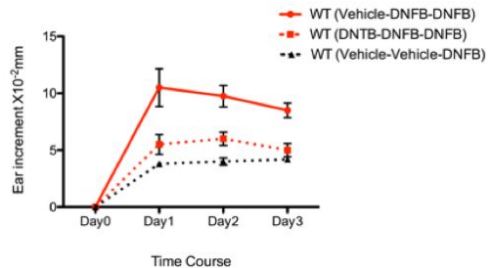 WT (Vehicle-DNFB-DNFB)
WT (DNTB-DNFB-DNFB)
WT (Vehicle-Vehicle-DNFB)
Ear increment X10⁻²mm
15
10
5
0
Day0 Day1 Day2 Day3
Time Course